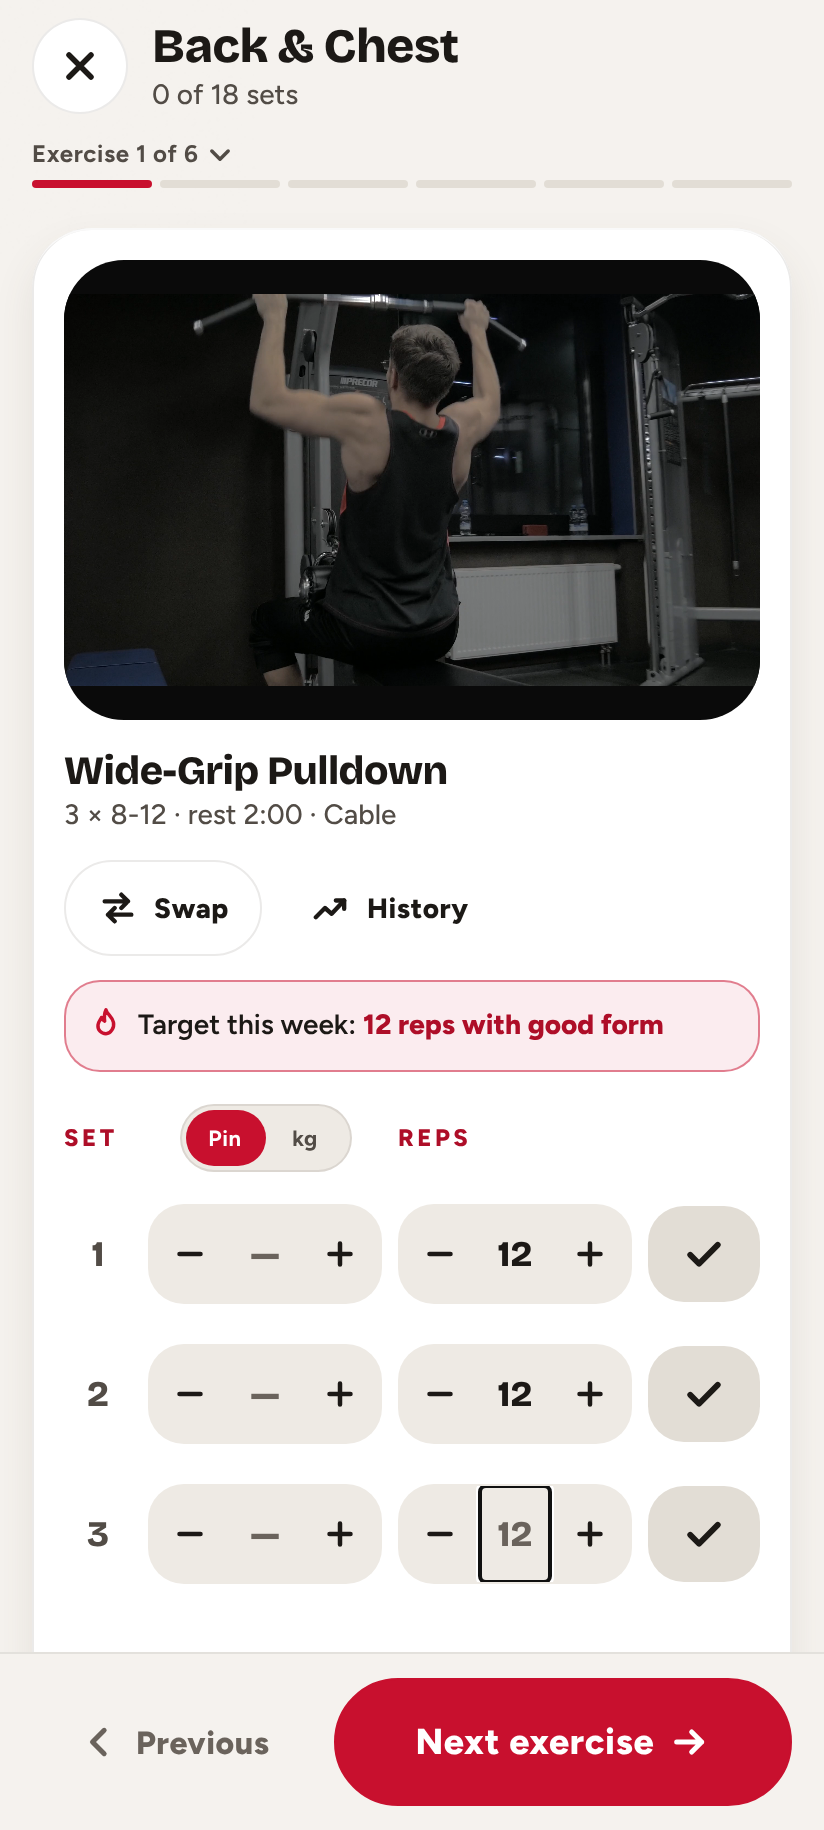 Back & Chest
0 of 18 sets
Exercise 1 of 6
PRECOR
Wide-Grip Pulldown
3 × 8-12 · rest 2:00 · Cable
Swap
History
Target this week: 12 reps with good form
SET Pin kg REPS
1 − — + − 12 +
2 − — + − 12 +
3 − — + − 12 +
Previous
Next exercise